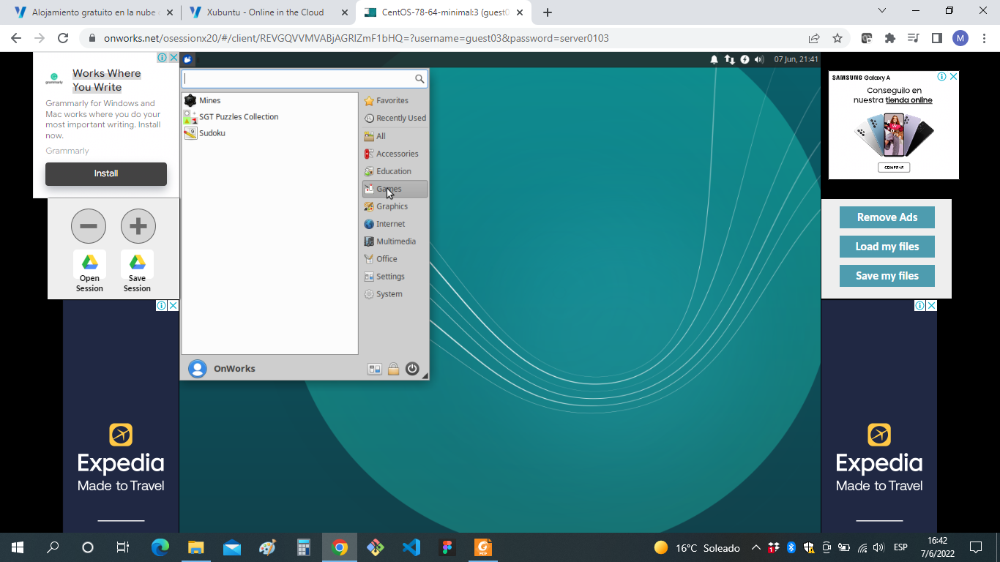 Alojamiento gratuito en la nube
Xubuntu - Online in the Cloud
CentOS-78-64-minimal:3 (guest0
onworks.net/osessionx20/#/client/REVGQVVMVABjAGRlZmF1bHQ=?username=guest03&password=server0103
M
Works Where
You Write
grammarly
Grammarly for Windows and
Mac works where you do your
most important writing. Install
now.
Grammarly
Install
Open
Session
Save
Session
Expedia
Made to Travel
07 Jun, 21:41
Mines
SGT Puzzles Collection
Sudoku
Favorites
Recently Used
All
Accessories
Education
Games
Graphics
Internet
Multimedia
Office
Settings
System
OnWorks
SAMSUNG Galaxy A
Conseguilo en
nuestra tienda online
COMPRAR
Remove Ads
Load my files
Save my files
Expedia
Made to Travel
16°C Soleado
ESP
16:42
7/6/2022